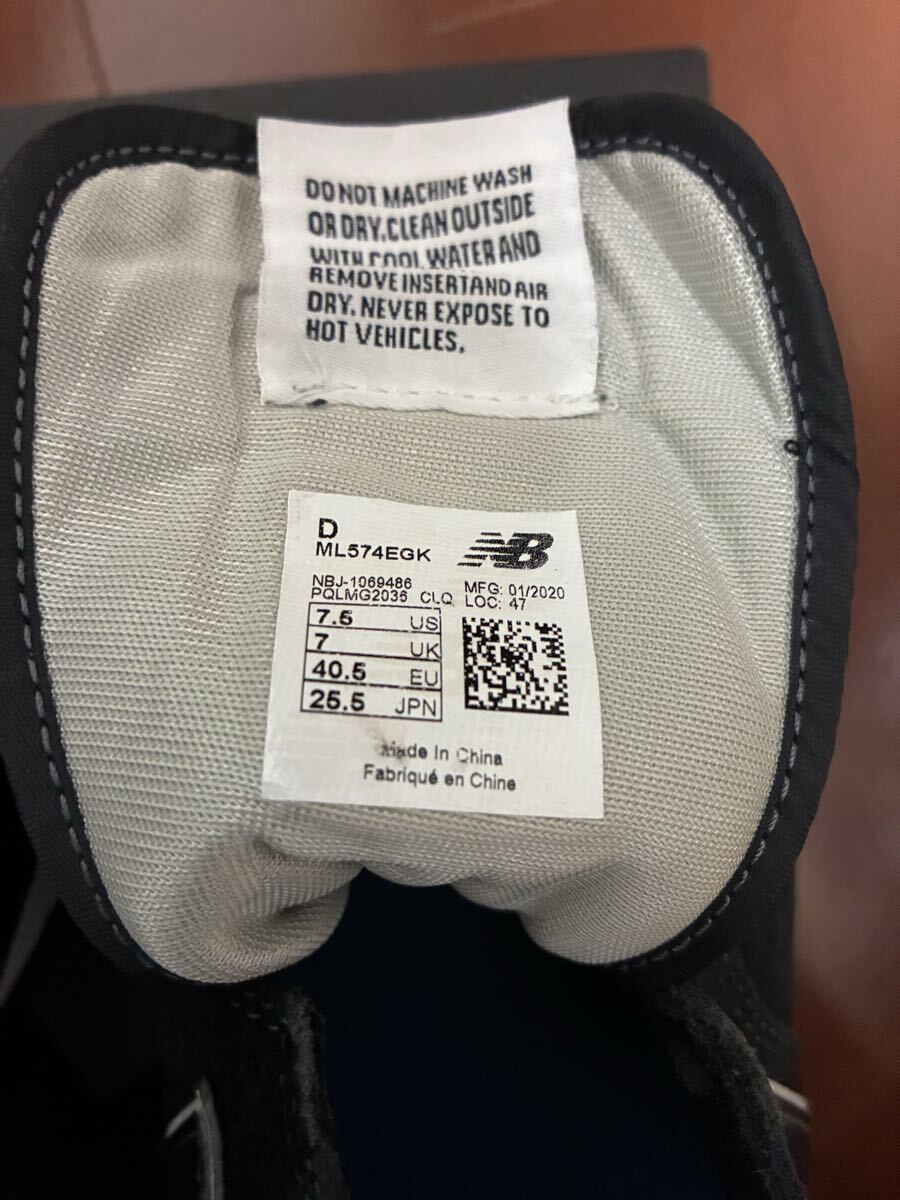 DO NOT MACHINE WASH
OR DRY.CLEAN OUTSIDE
WITH COOL WATER AND
REMOVE INSERTAND AIR
DRY. NEVER EXPOSE TO
HOT VEHICLES.
D
ML574EGK
NB
NBJ-1069486
PQLMG2036 CLQ
MFG: 01/2020
LOC: 47
7.5 US
7 UK
40.5 EU
25.5 JPN
Made In China
Fabriqué en Chine